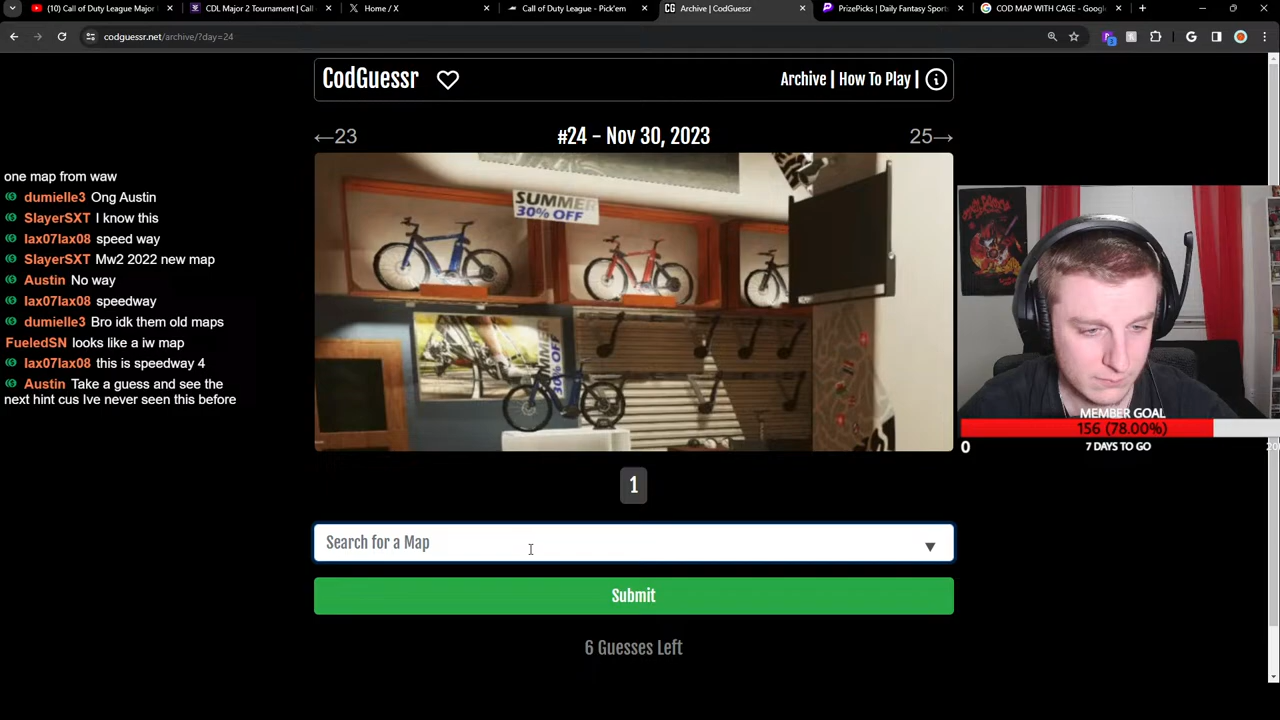 (10) Call of Duty League Major
CDL Major 2 Tournament | Call
Home / X
Call of Duty League - Pick'em
CG Archive | CodGuessr
PrizePicks | Daily Fantasy Sport
COD MAP WITH CAGE - Google
codguessr.net/archive/?day=24
CodGuessr
Archive | How To Play |
←23
#24 - Nov 30, 2023
25→
one map from waw
dumielle3 Ong Austin
SlayerSXT I know this
lax07lax08 speed way
SlayerSXT Mw2 2022 new map
Austin No way
lax07lax08 speedway
dumielle3 Bro idk them old maps
FueledSN looks like a iw map
lax07lax08 this is speedway 4
Austin Take a guess and see the
next hint cus Ive never seen this before
SUMMER
30% OFF
SUMMER
30% OFF
MEMBER GOAL
156 (78.00%)
0
20
7 DAYS TO GO
1
Search for a Map
Submit
6 Guesses Left